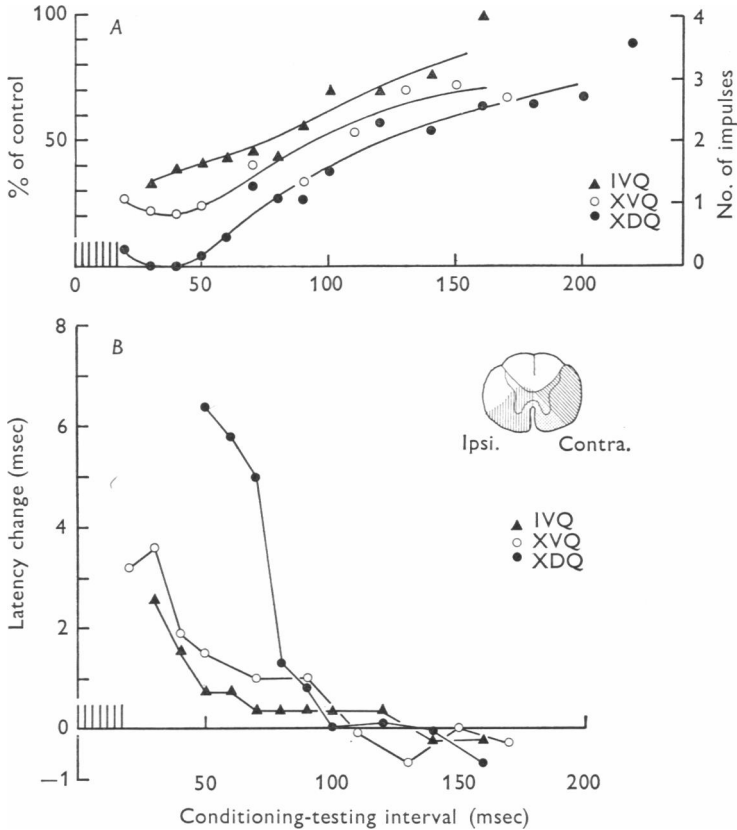 A
% of control
100
50
No. of impulses
4
3
2
1
0
▲ IVQ
○ XVQ
● XDQ
0
50
100
150
200
B
Latency change (msec)
8
6
4
2
0
−1
Ipsi.
Contra.
▲ IVQ
○ XVQ
● XDQ
50
100
150
200
Conditioning-testing interval (msec)